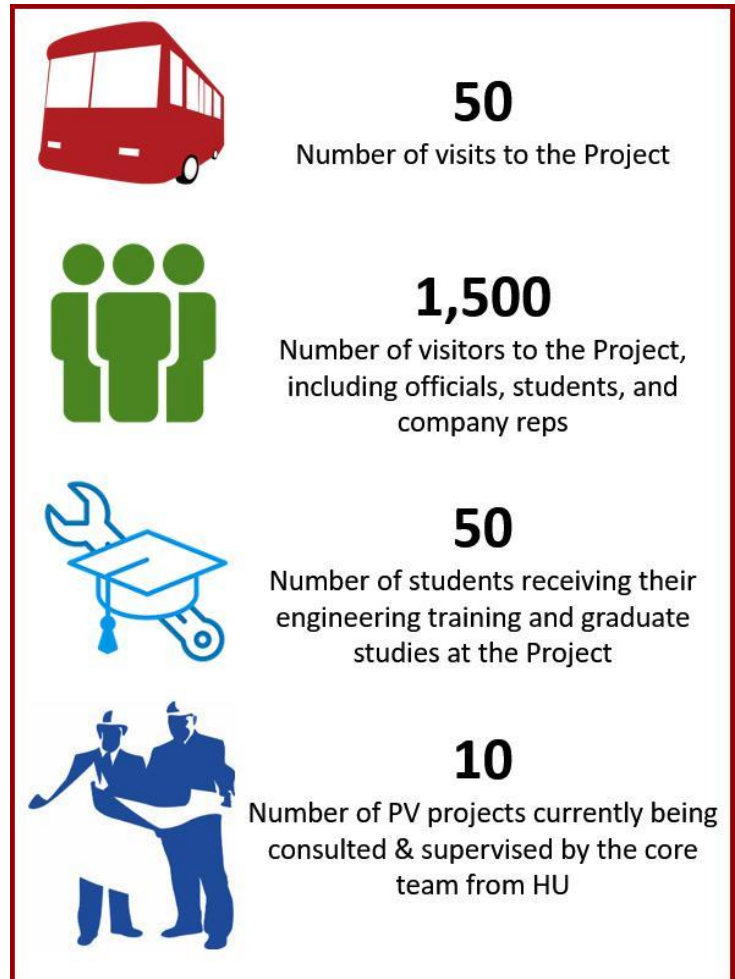 50
Number of visits to the Project
1,500
Number of visitors to the Project,
including officials, students, and
company reps
50
Number of students receiving their
engineering training and graduate
studies at the Project
10
Number of PV projects currently being
consulted & supervised by the core
team from HU